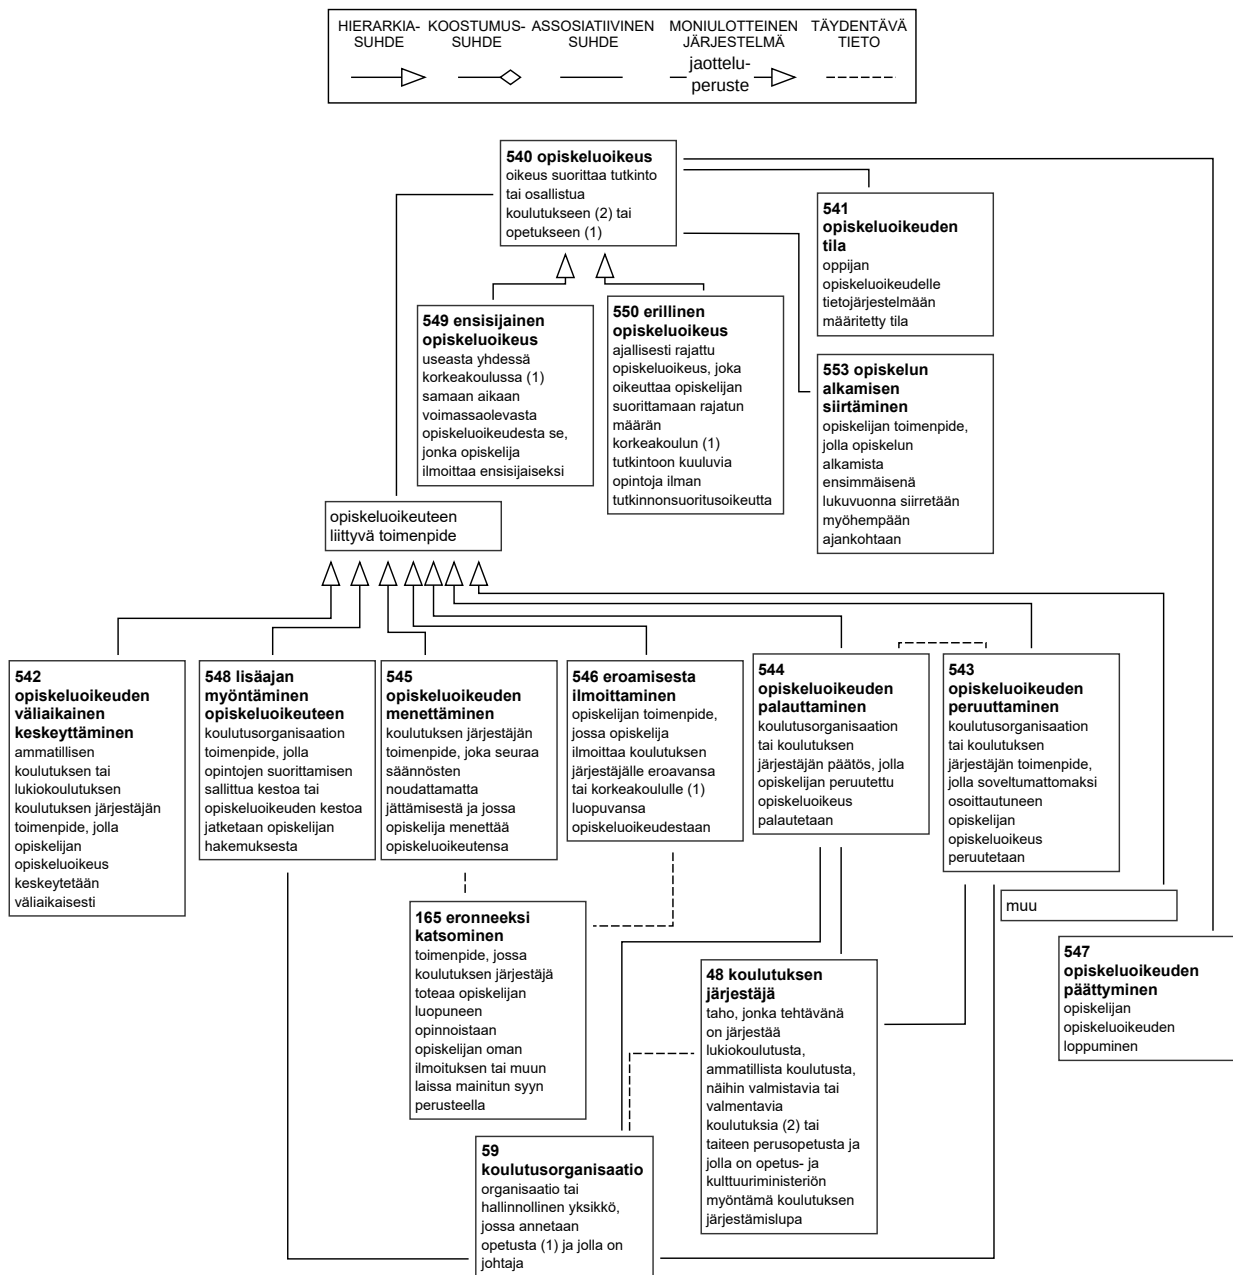 HIERARKIA-
SUHDE
KOOSTUMUS-
SUHDE
ASSOSIATIIVINEN
SUHDE
MONIULOTTEINEN
JÄRJESTELMÄ
TÄYDENTÄVÄ
TIETO
jaottelu-
peruste
540 opiskeluoikeus
oikeus suorittaa tutkinto
tai osallistua
koulutukseen (2) tai
opetukseen (1)
541
opiskeluoikeuden
tila
oppijan
opiskeluoikeudelle
tietojärjestelmään
määritetty tila
549 ensisijainen
opiskeluoikeus
useasta yhdessä
korkeakoulussa (1)
samaan aikaan
voimassaolevasta
opiskeluoikeudesta se,
jonka opiskelija
ilmoittaa ensisijaiseksi
550 erillinen
opiskeluoikeus
ajallisesti rajattu
opiskeluoikeus, joka
oikeuttaa opiskelijan
suorittamaan rajatun
määrän
korkeakoulun (1)
tutkintoon kuuluvia
opintoja ilman
tutkinnonsuoritusoikeutta
553 opiskelun
alkamisen
siirtäminen
opiskelijan toimenpide,
jolla opiskelun
alkamista
ensimmäisenä
lukuvuonna siirretään
myöhempään
ajankohtaan
opiskeluoikeuteen
liittyvä toimenpide
542
opiskeluoikeuden
väliaikainen
keskeyttäminen
ammatillisen
koulutuksen tai
lukiokoulutuksen
koulutuksen järjestäjän
toimenpide, jolla
opiskelijan
opiskeluoikeus
keskeytetään
väliaikaisesti
548 lisäajan
myöntäminen
opiskeluoikeuteen
koulutusorganisaation
toimenpide, jolla
opintojen suorittamisen
sallittua kestoa tai
opiskeluoikeuden kestoa
jatketaan opiskelijan
hakemuksesta
545
opiskeluoikeuden
menettäminen
koulutuksen järjestäjän
toimenpide, joka seuraa
säännösten
noudattamatta
jättämisestä ja jossa
opiskelija menettää
opiskeluoikeutensa
546 eroamisesta
ilmoittaminen
opiskelijan toimenpide,
jossa opiskelija
ilmoittaa koulutuksen
järjestäjälle eroavansa
tai korkeakoululle (1)
luopuvansa
opiskeluoikeudestaan
544
opiskeluoikeuden
palauttaminen
koulutusorganisaation
tai koulutuksen
järjestäjän päätös, jolla
opiskelijan peruutettu
opiskeluoikeus
palautetaan
543
opiskeluoikeuden
peruuttaminen
koulutusorganisaation
tai koulutuksen
järjestäjän toimenpide,
jolla soveltumattomaksi
osoittautuneen
opiskelijan
opiskeluoikeus
peruutetaan
muu
165 eronneeksi
katsominen
toimenpide, jossa
koulutuksen järjestäjä
toteaa opiskelijan
luopuneen
opinnoistaan
opiskelijan oman
ilmoituksen tai muun
laissa mainitun syyn
perusteella
48 koulutuksen
järjestäjä
taho, jonka tehtävänä
on järjestää
lukiokoulutusta,
ammatillista koulutusta,
näihin valmistavia tai
valmentavia
koulutuksia (2) tai
taiteen perusopetusta ja
jolla on opetus- ja
kulttuuriministeriön
myöntämä koulutuksen
järjestämislupa
547
opiskeluoikeuden
päättyminen
opiskelijan
opiskeluoikeuden
loppuminen
59
koulutusorganisaatio
organisaatio tai
hallinnollinen yksikkö,
jossa annetaan
opetusta (1) ja jolla on
johtaja